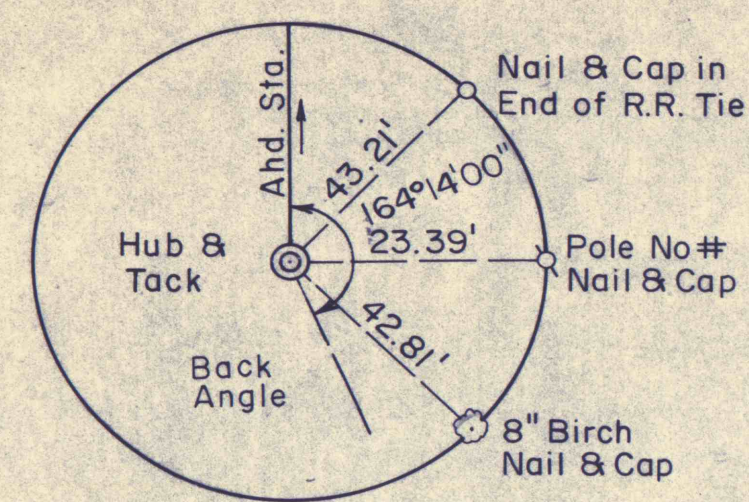 Ahd. Sta.
Nail & Cap in
End of R.R. Tie
43.21'
164°14'00"
23.39'
Pole No#
Nail & Cap
Hub &
Tack
42.81'
Back
Angle
8" Birch
Nail & Cap